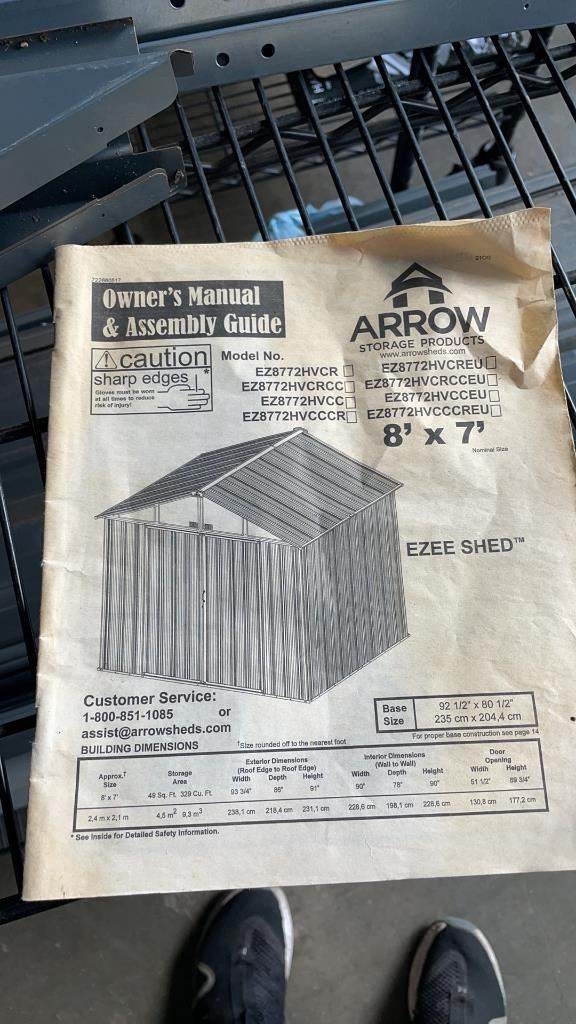 722880517
Owner's Manual
& Assembly Guide
ARROW
STORAGE PRODUCTS
www.arrowsheds.com
caution
sharp edges *
Gloves must be worn
at all times to reduce
risk of injury!
Model No.
EZ8772HVCR
EZ8772HVCRCC
EZ8772HVCC
EZ8772HVCCCR
EZ8772HVCREU
EZ8772HVCRCCEU
EZ8772HVCCEU
EZ8772HVCCCREU
8' x 7'
Nominal Size
EZEE SHED™
Customer Service:
1-800-851-1085 or
assist@arrowsheds.com
Base Size
92 1/2" x 80 1/2"
235 cm x 204,4 cm
For proper base construction see page 14
BUILDING DIMENSIONS
†Size rounded off to the nearest foot
Approx.† Size
Storage Area
Exterior Dimensions
(Roof Edge to Roof Edge)
Width Depth Height
Interior Dimensions
(Wall to Wall)
Width Depth Height
Door Opening
Width Height
8' x 7' 49 Sq. Ft. 329 Cu. Ft. 93 3/4" 86" 91" 90" 78" 90" 51 1/2" 69 3/4"
2,4 m x 2,1 m 4,6 m² 9,3 m³ 238,1 cm 218,4 cm 231,1 cm 228,6 cm 198,1 cm 228,6 cm 130,8 cm 177,2 cm
* See Inside for Detailed Safety Information.